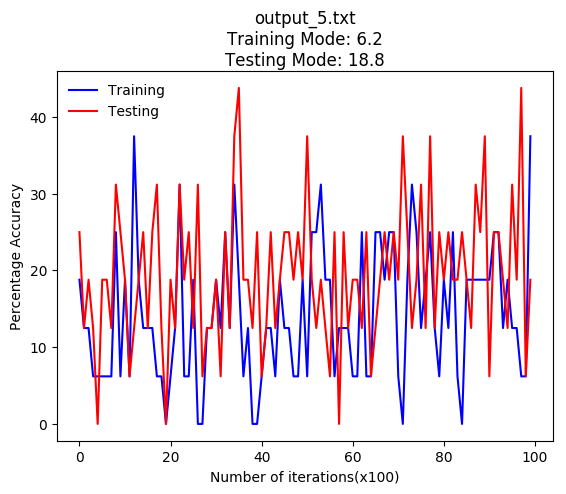 output_5.txt
Training Mode: 6.2
Testing Mode: 18.8
Training
Testing
Percentage Accuracy
40
30
20
10
0
0 20 40 60 80 100
Number of iterations(x100)